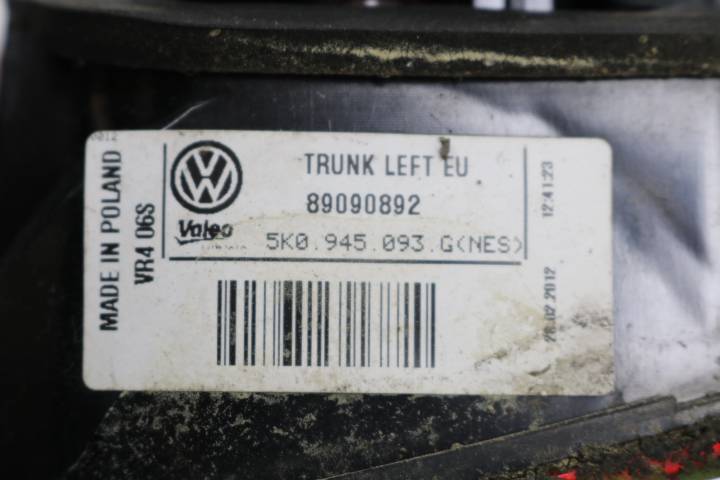 MADE IN POLAND
VR4 06S
TRUNK LEFT EU
89090892
Valeo
5K0.945.093.G(NES)
12:41:23
28.02.2012